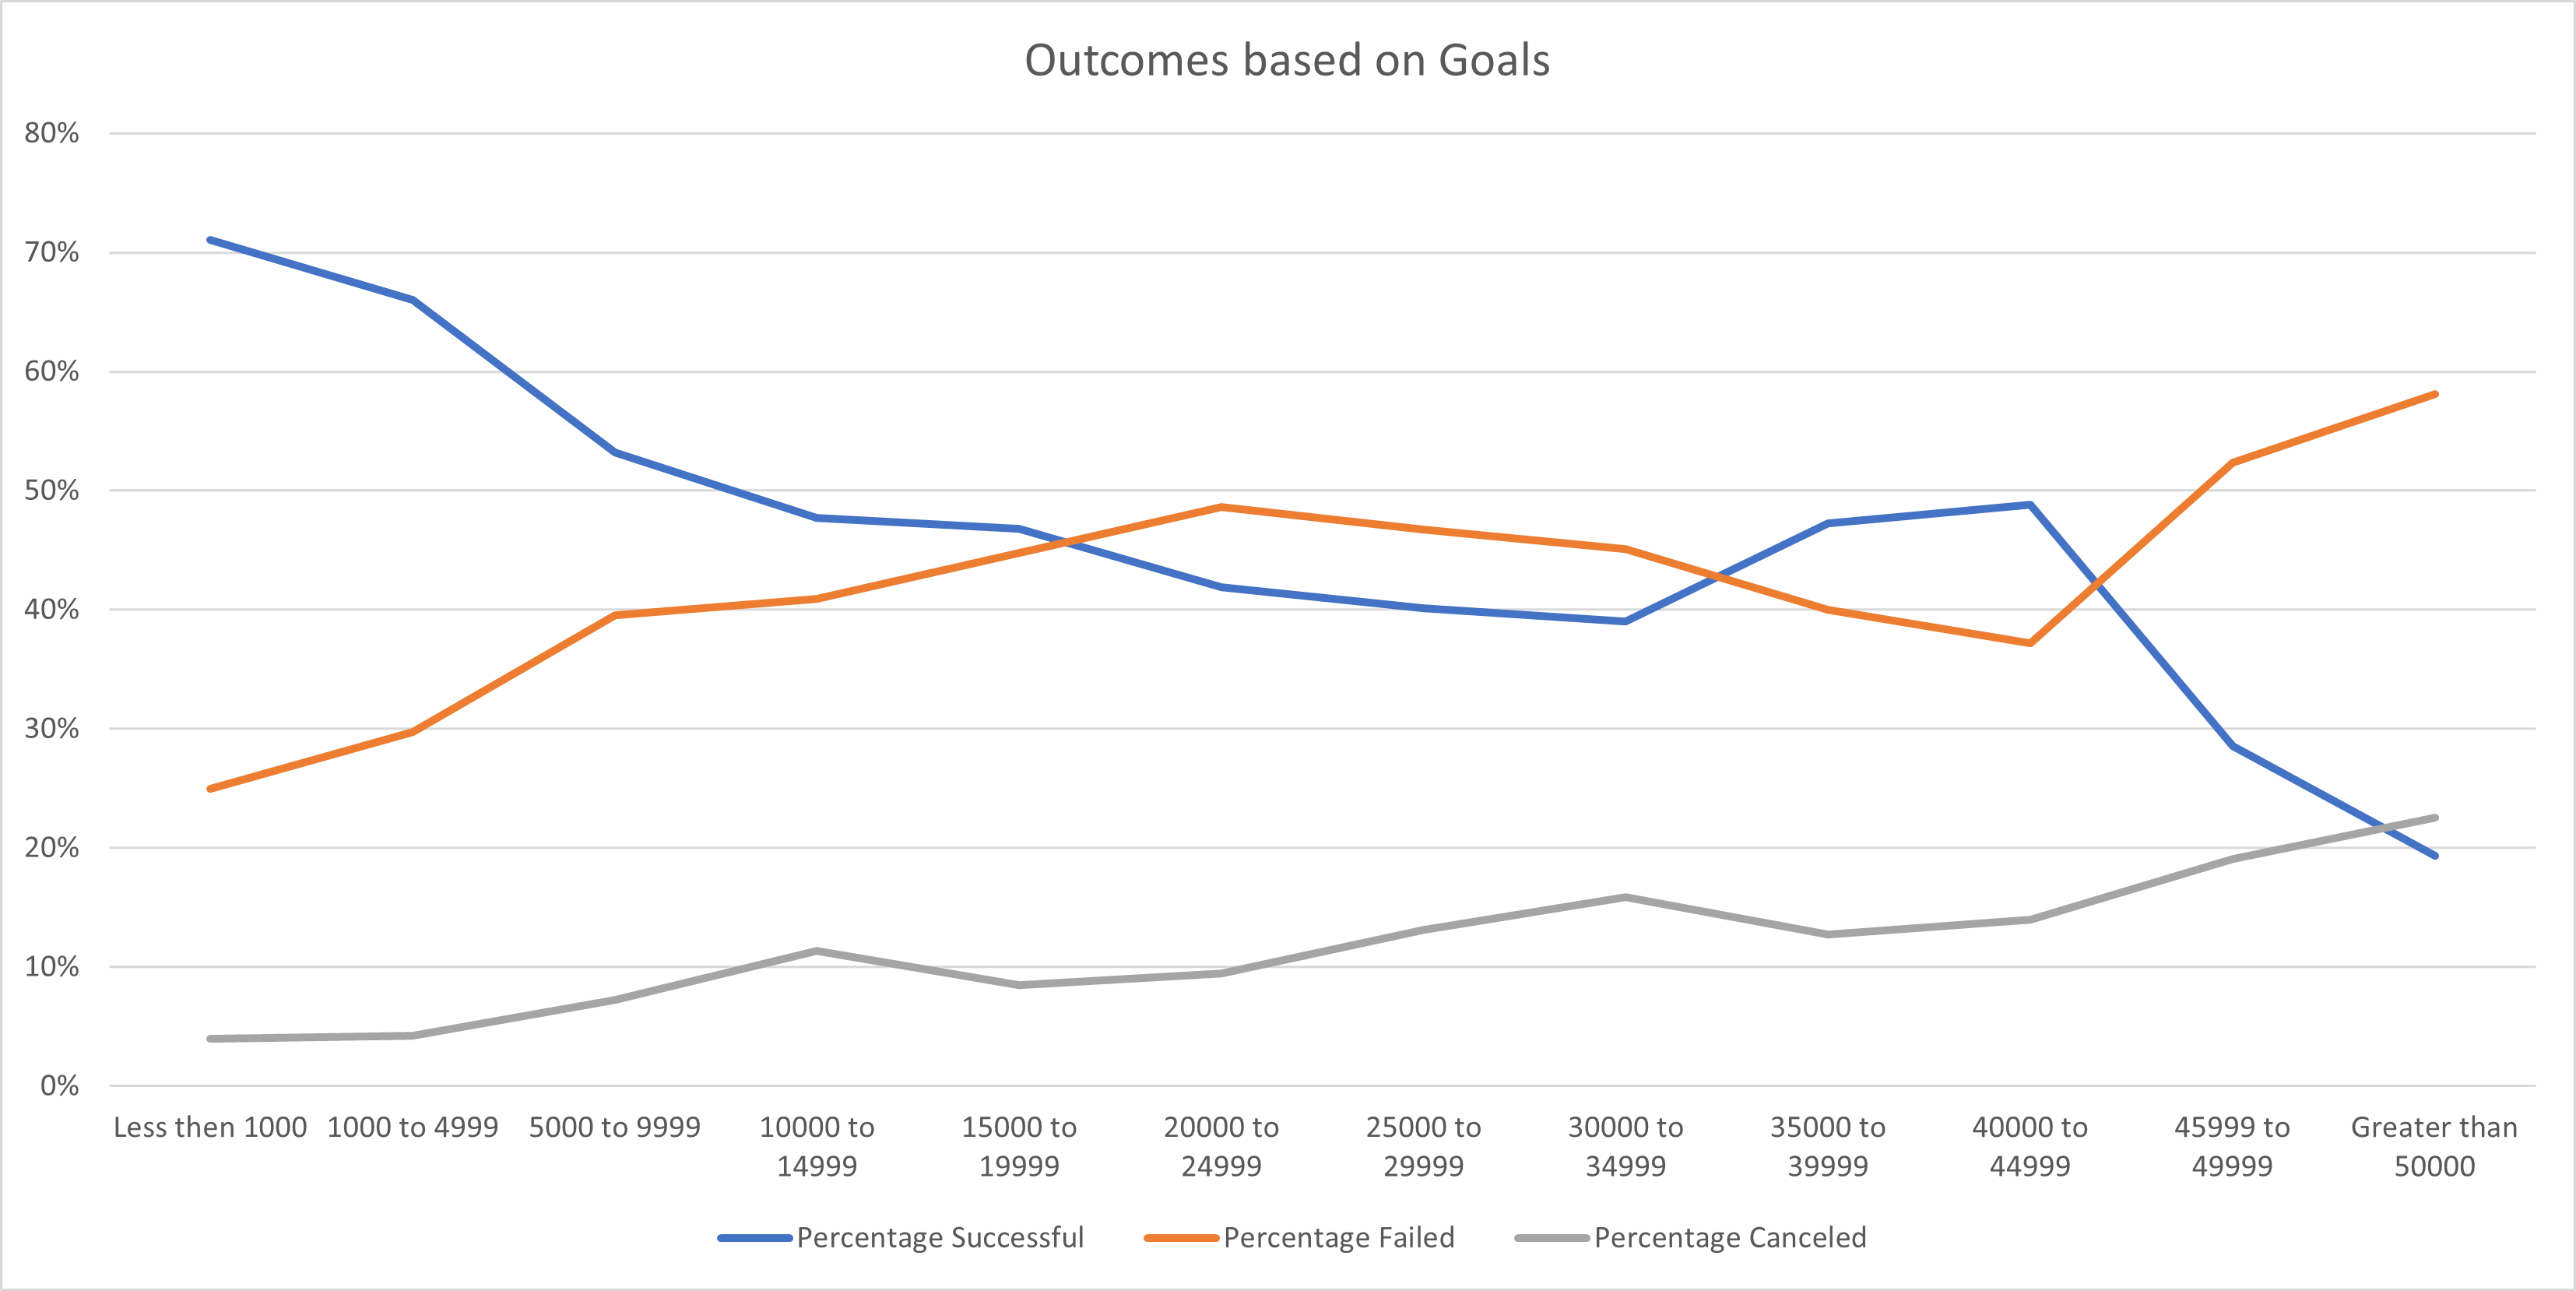 Outcomes based on Goals
80%
70%
60%
50%
40%
30%
20%
10%
0%
Less then 1000
1000 to 4999
5000 to 9999
10000 to
14999
15000 to
19999
20000 to
24999
25000 to
29999
30000 to
34999
35000 to
39999
40000 to
44999
45999 to
49999
Greater than
50000
Percentage Successful
Percentage Failed
Percentage Canceled